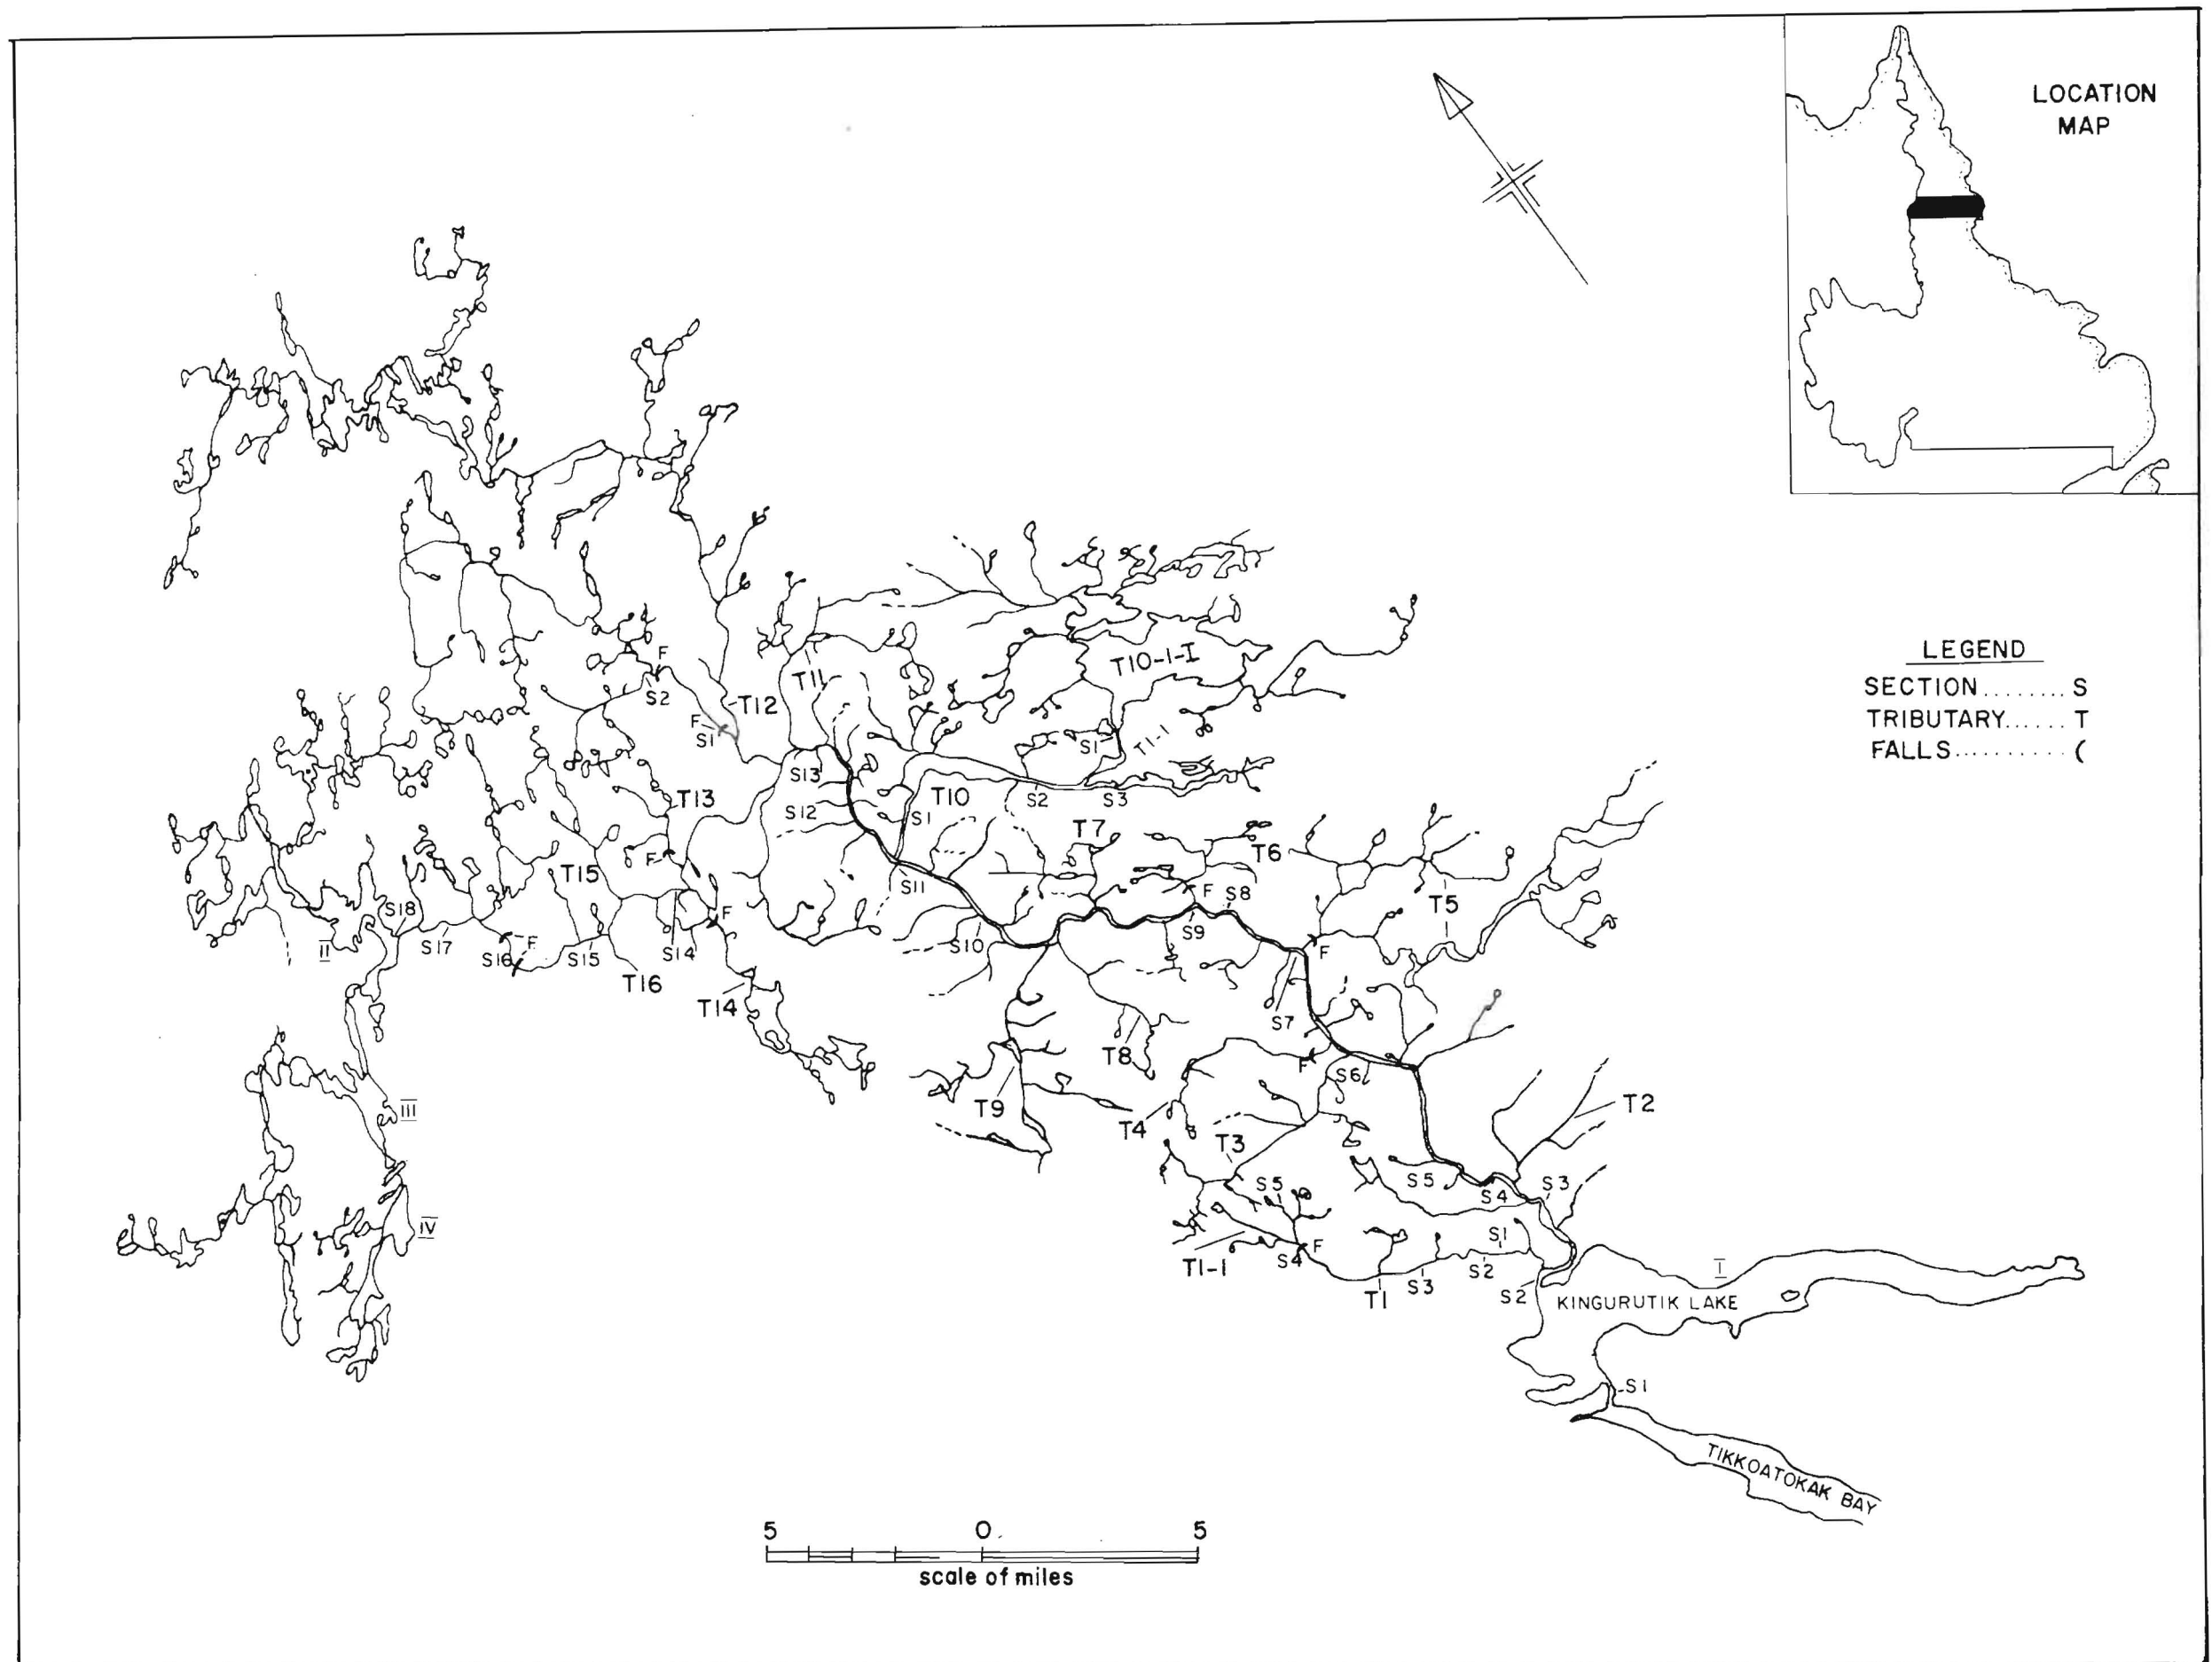 LOCATION
MAP
LEGEND
SECTION........ S
TRIBUTARY...... T
FALLS.......... (
F
S2
T12
F
S1
T11
T10-1-I
S1
T1-1
S13
S12
T10
S1
S2
S3
T13
F
T7
T6
T15
S11
F
S8
T5
S18
F
S9
F
II
S17
S16
F
S15
S14
S10
T16
T14
S7
T8
F
S6
III
T9
T4
T2
T3
S5
S5
S4
S3
IV
S1
T1-1
S4
F
S2
T1
S3
S2
I
KINGURUTIK LAKE
S1
TIKKOATOKAK BAY
5 0 5
scale of miles